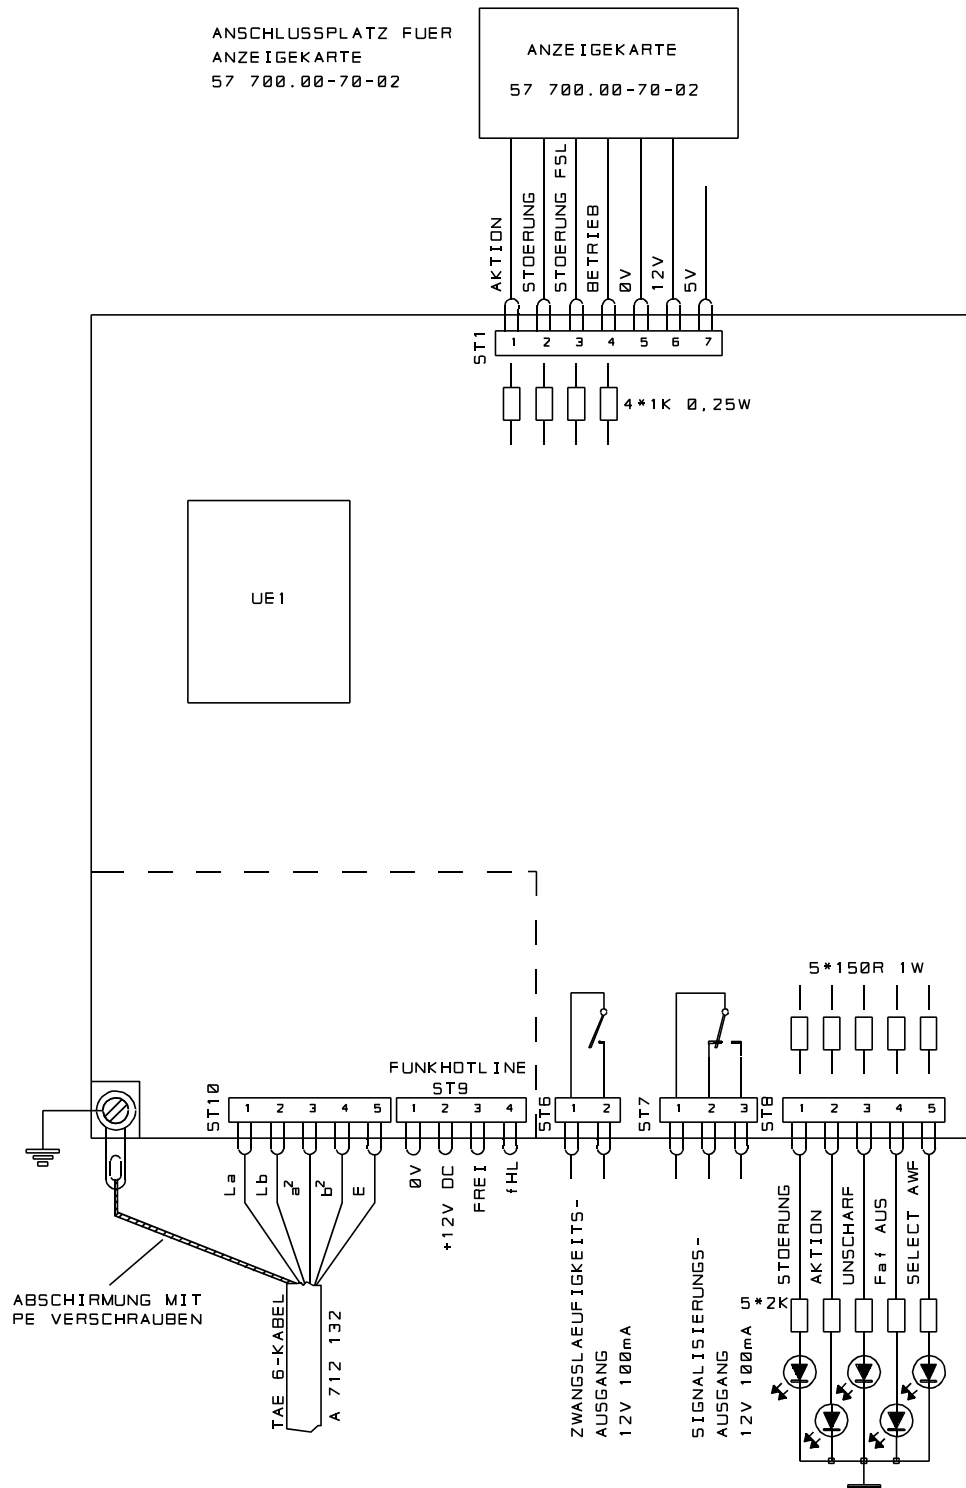 ANSCHLUSSPLATZ FUER
ANZEIGEKARTE
57 700.00-70-02
ANZEIGEKARTE
57 700.00-70-02
AKTION
STOERUNG
STOERUNG FSL
BETRIEB
0V
12V
5V
ST1
1 2 3 4 5 6 7
4*1K 0,25W
UE1
5*150R 1W
FUNKHOTLINE
ST9
ST10
1 2 3 4 5
1 2 3 4
ST6
1 2
ST7
1 2 3
ST8
1 2 3 4 5
La
Lb
a²
b²
E
0V
+12V DC
FREI
fHL
ZWANGSLAEUFIGKEITS-
AUSGANG
12V 100mA
SIGNALISIERUNGS-
AUSGANG
12V 100mA
STOERUNG
AKTION
UNSCHARF
Faf AUS
SELECT AWF
5*2K
ABSCHIRMUNG MIT
PE VERSCHRAUBEN
TAE 6-KABEL
A 712 132